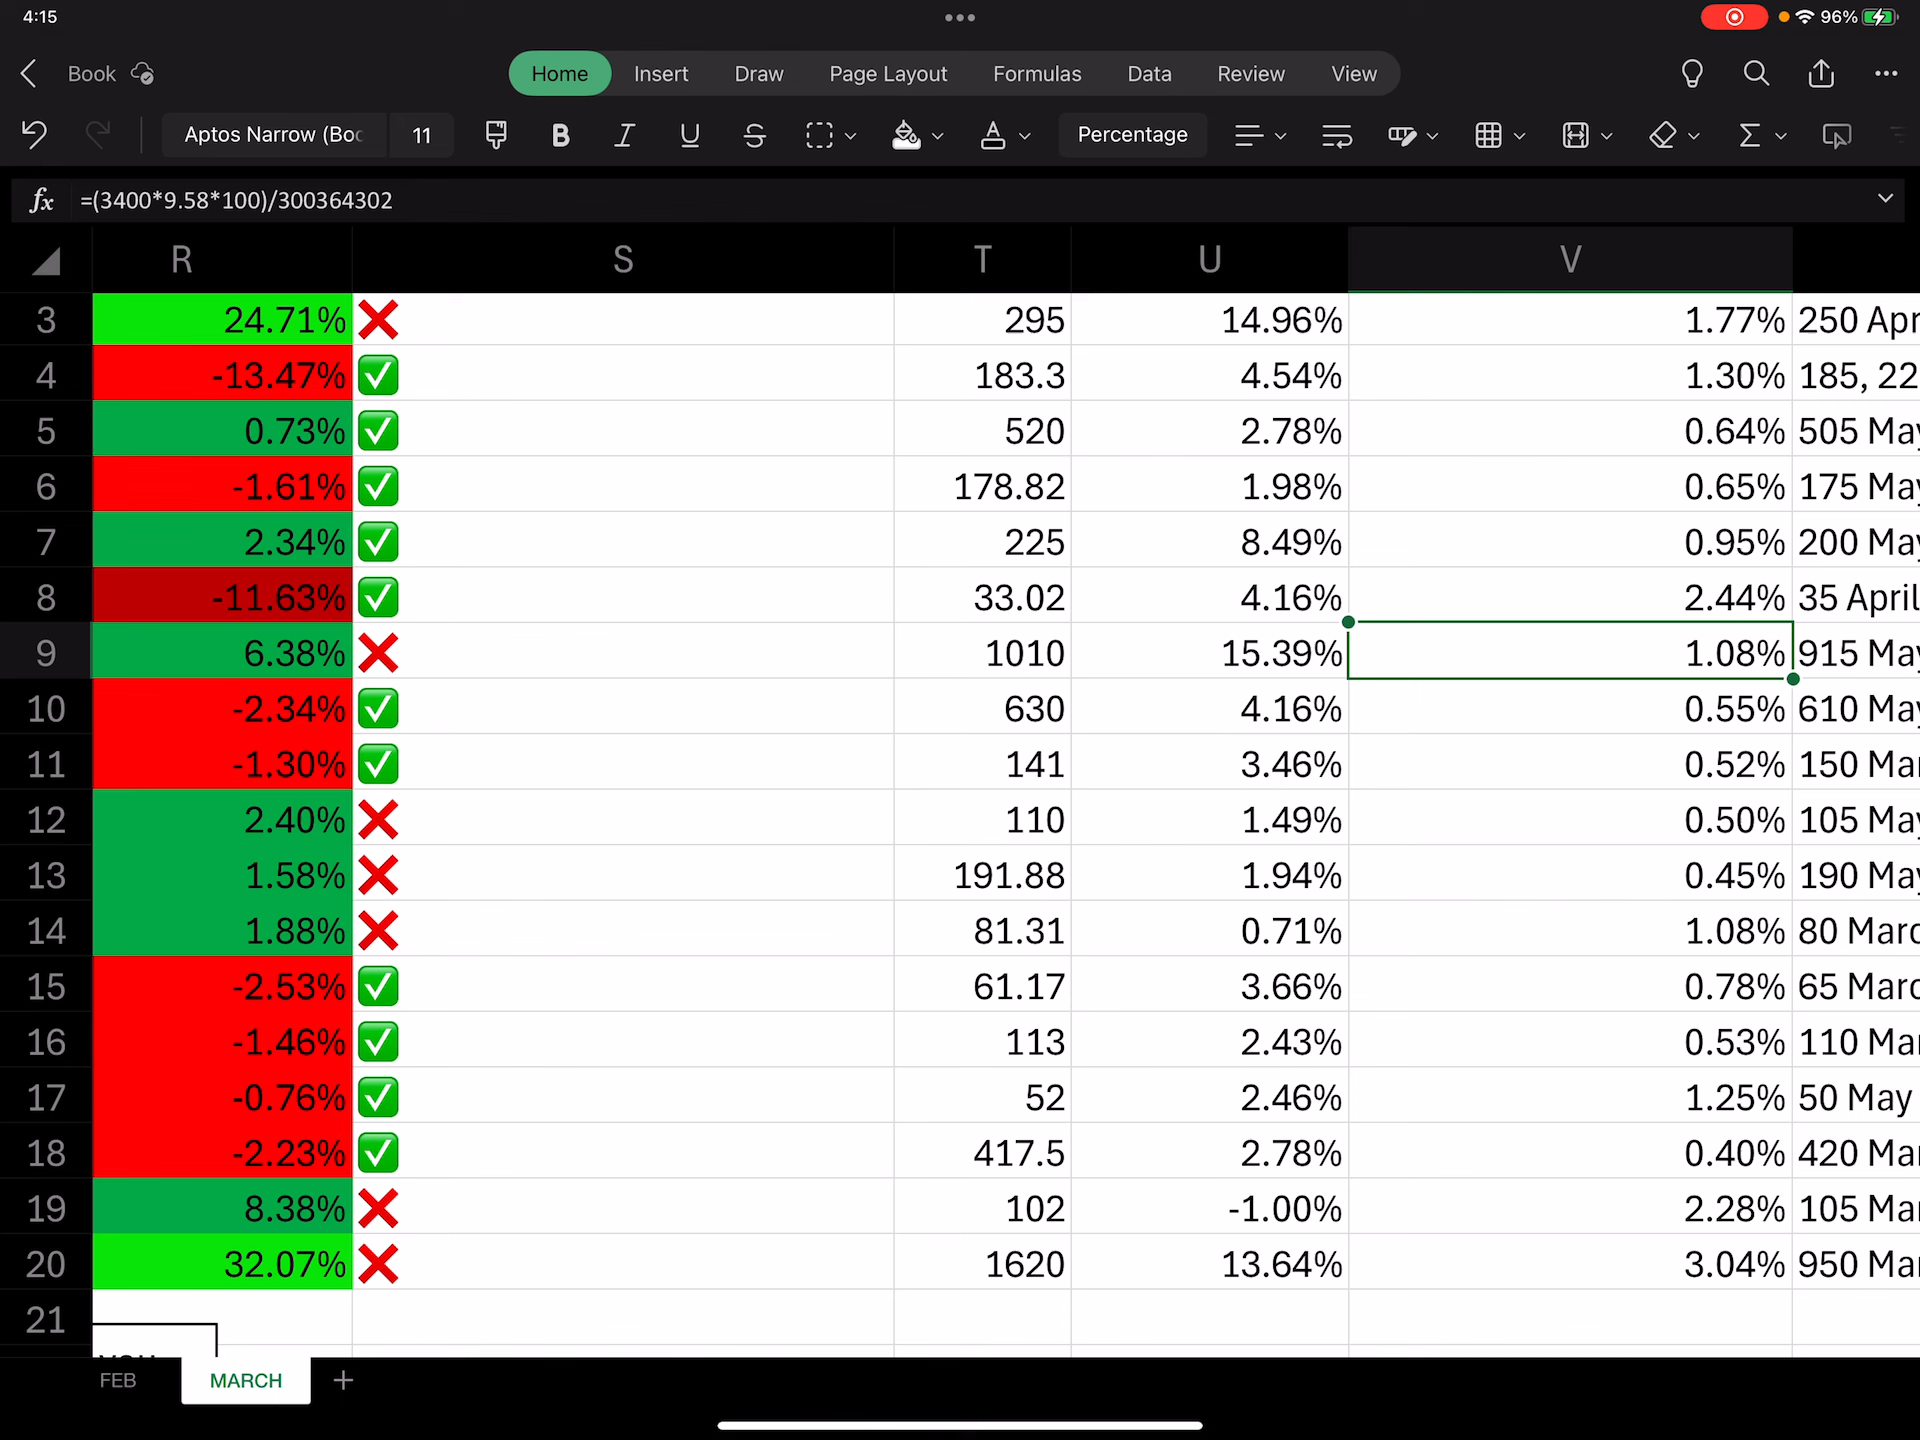 4:15
96%
Book
Home Insert Draw Page Layout Formulas Data Review View
Aptos Narrow (Boc 11 B I U S A Percentage
fx =(3400*9.58*100)/300364302
R S T U V
3 24.71% ❌ 295 14.96% 1.77% 250 Apr
4 -13.47% ✅ 183.3 4.54% 1.30% 185, 22
5 0.73% ✅ 520 2.78% 0.64% 505 May
6 -1.61% ✅ 178.82 1.98% 0.65% 175 May
7 2.34% ✅ 225 8.49% 0.95% 200 May
8 -11.63% ✅ 33.02 4.16% 2.44% 35 April
9 6.38% ❌ 1010 15.39% 1.08% 915 May
10 -2.34% ✅ 630 4.16% 0.55% 610 May
11 -1.30% ✅ 141 3.46% 0.52% 150 Mar
12 2.40% ❌ 110 1.49% 0.50% 105 May
13 1.58% ❌ 191.88 1.94% 0.45% 190 May
14 1.88% ❌ 81.31 0.71% 1.08% 80 Marc
15 -2.53% ✅ 61.17 3.66% 0.78% 65 Marc
16 -1.46% ✅ 113 2.43% 0.53% 110 Mar
17 -0.76% ✅ 52 2.46% 1.25% 50 May
18 -2.23% ✅ 417.5 2.78% 0.40% 420 Mar
19 8.38% ❌ 102 -1.00% 2.28% 105 Mar
20 32.07% ❌ 1620 13.64% 3.04% 950 Mar
21
FEB MARCH +